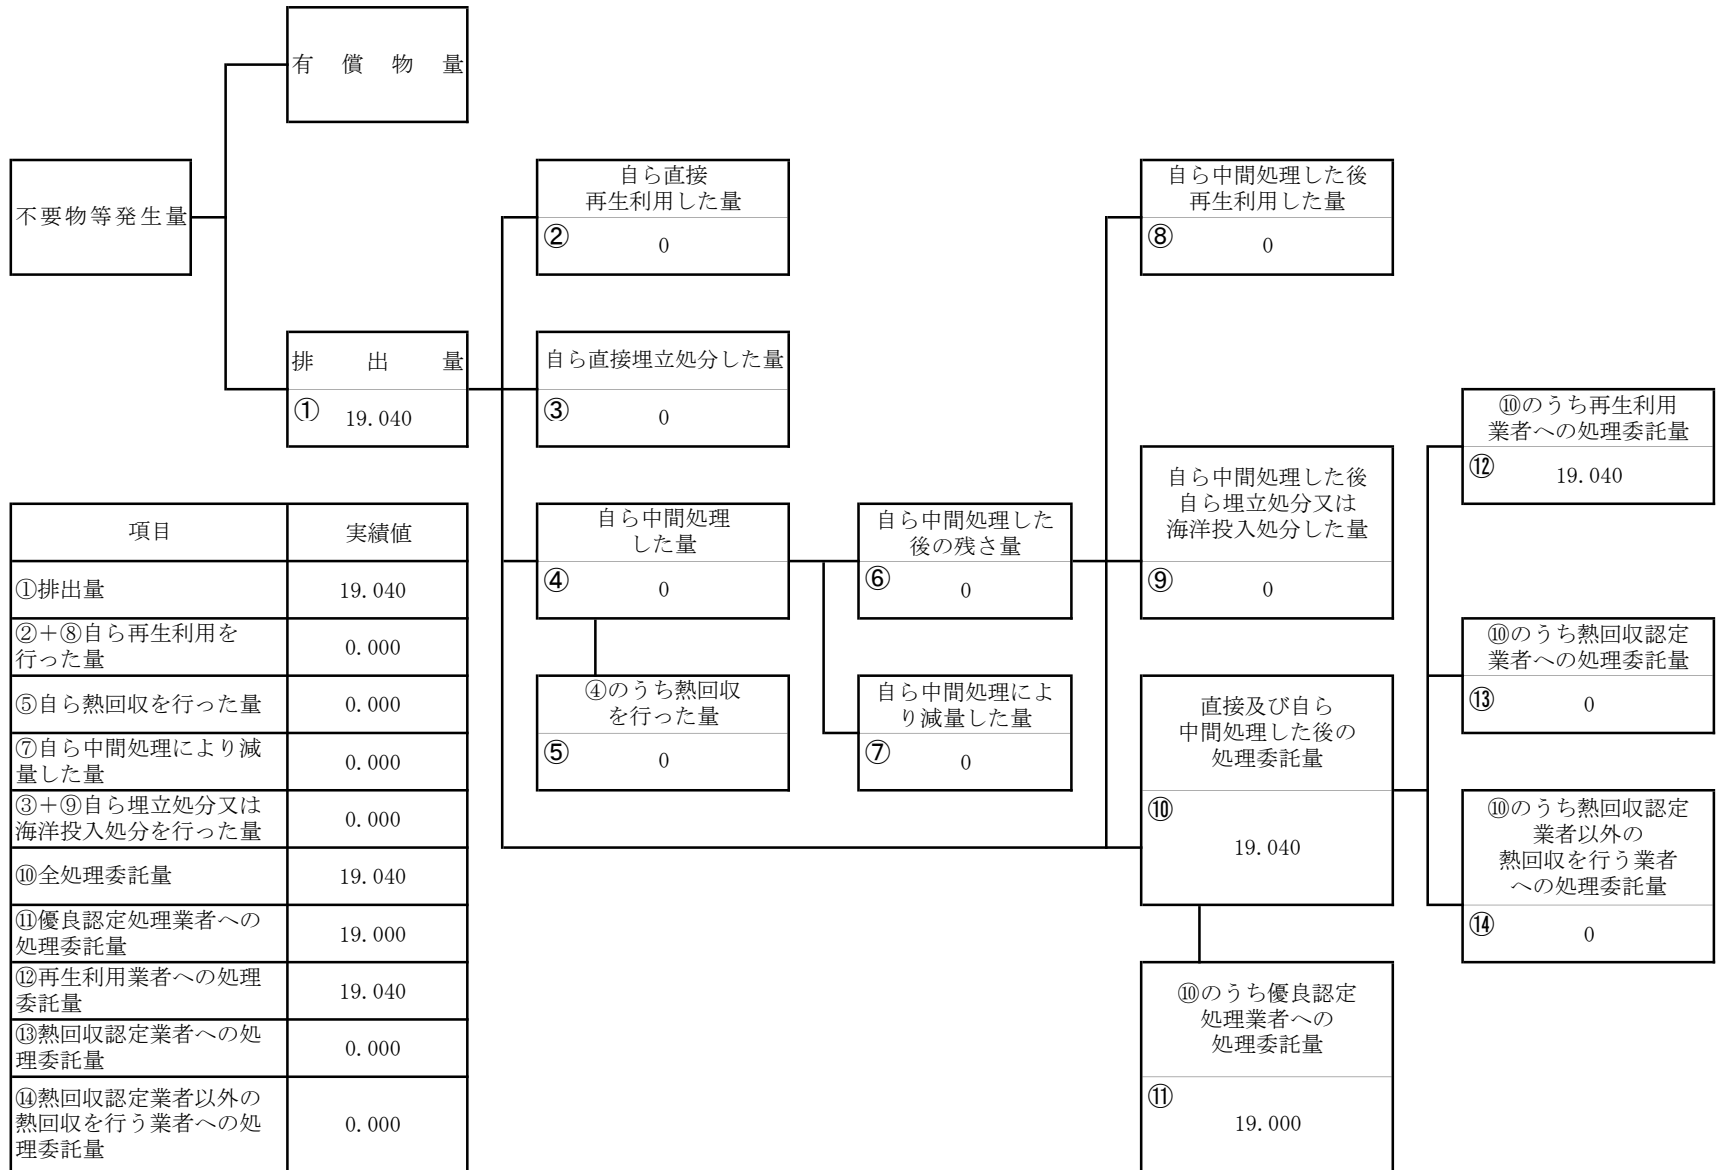 有償物量
不要物等発生量
自ら直接
再生利用した量
② 0
自ら中間処理した後
再生利用した量
⑧ 0
排出量
① 19.040
自ら直接埋立処分した量
③ 0
⑩のうち再生利用
業者への処理委託量
⑫ 19.040
自ら中間処理した後
自ら埋立処分又は
海洋投入処分した量
⑨ 0
自ら中間処理
した量
④ 0
自ら中間処理した
後の残さ量
⑥ 0
⑩のうち熱回収認定
業者への処理委託量
⑬ 0
④のうち熱回収
を行った量
⑤ 0
自ら中間処理によ
り減量した量
⑦ 0
直接及び自ら
中間処理した後の
処理委託量
⑩
19.040
⑩のうち熱回収認定
業者以外の
熱回収を行う業者
への処理委託量
⑭ 0
⑩のうち優良認定
処理業者への
処理委託量
⑪
19.000
項目 実績値
①排出量 19.040
②＋⑧自ら再生利用を
行った量 0.000
⑤自ら熱回収を行った量 0.000
⑦自ら中間処理により減
量した量 0.000
③＋⑨自ら埋立処分又は
海洋投入処分を行った量 0.000
⑩全処理委託量 19.040
⑪優良認定処理業者への
処理委託量 19.000
⑫再生利用業者への処理
委託量 19.040
⑬熱回収認定業者への処
理委託量 0.000
⑭熱回収認定業者以外の
熱回収を行う業者への処
理委託量 0.000